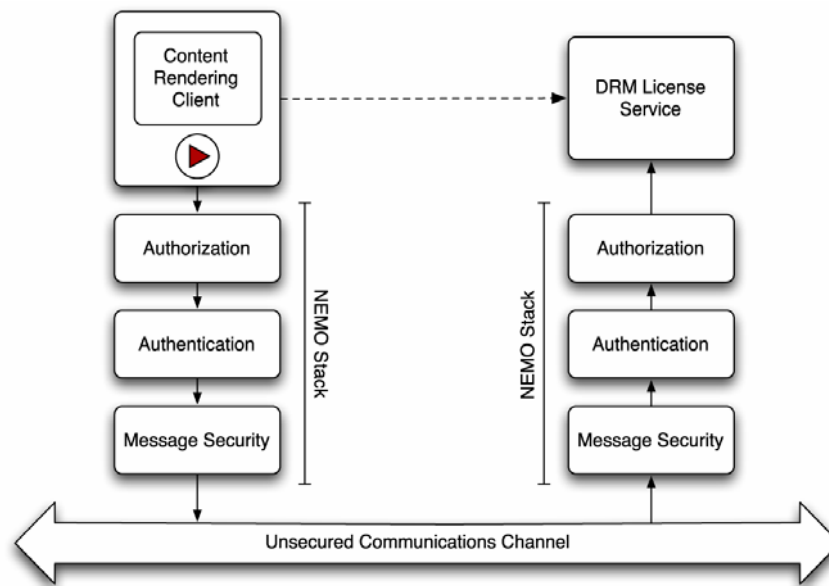 Content
Rendering
Client
DRM License
Service
Authorization
Authentication
Message Security
NEMO Stack
NEMO Stack
Authorization
Authentication
Message Security
Unsecured Communications Channel